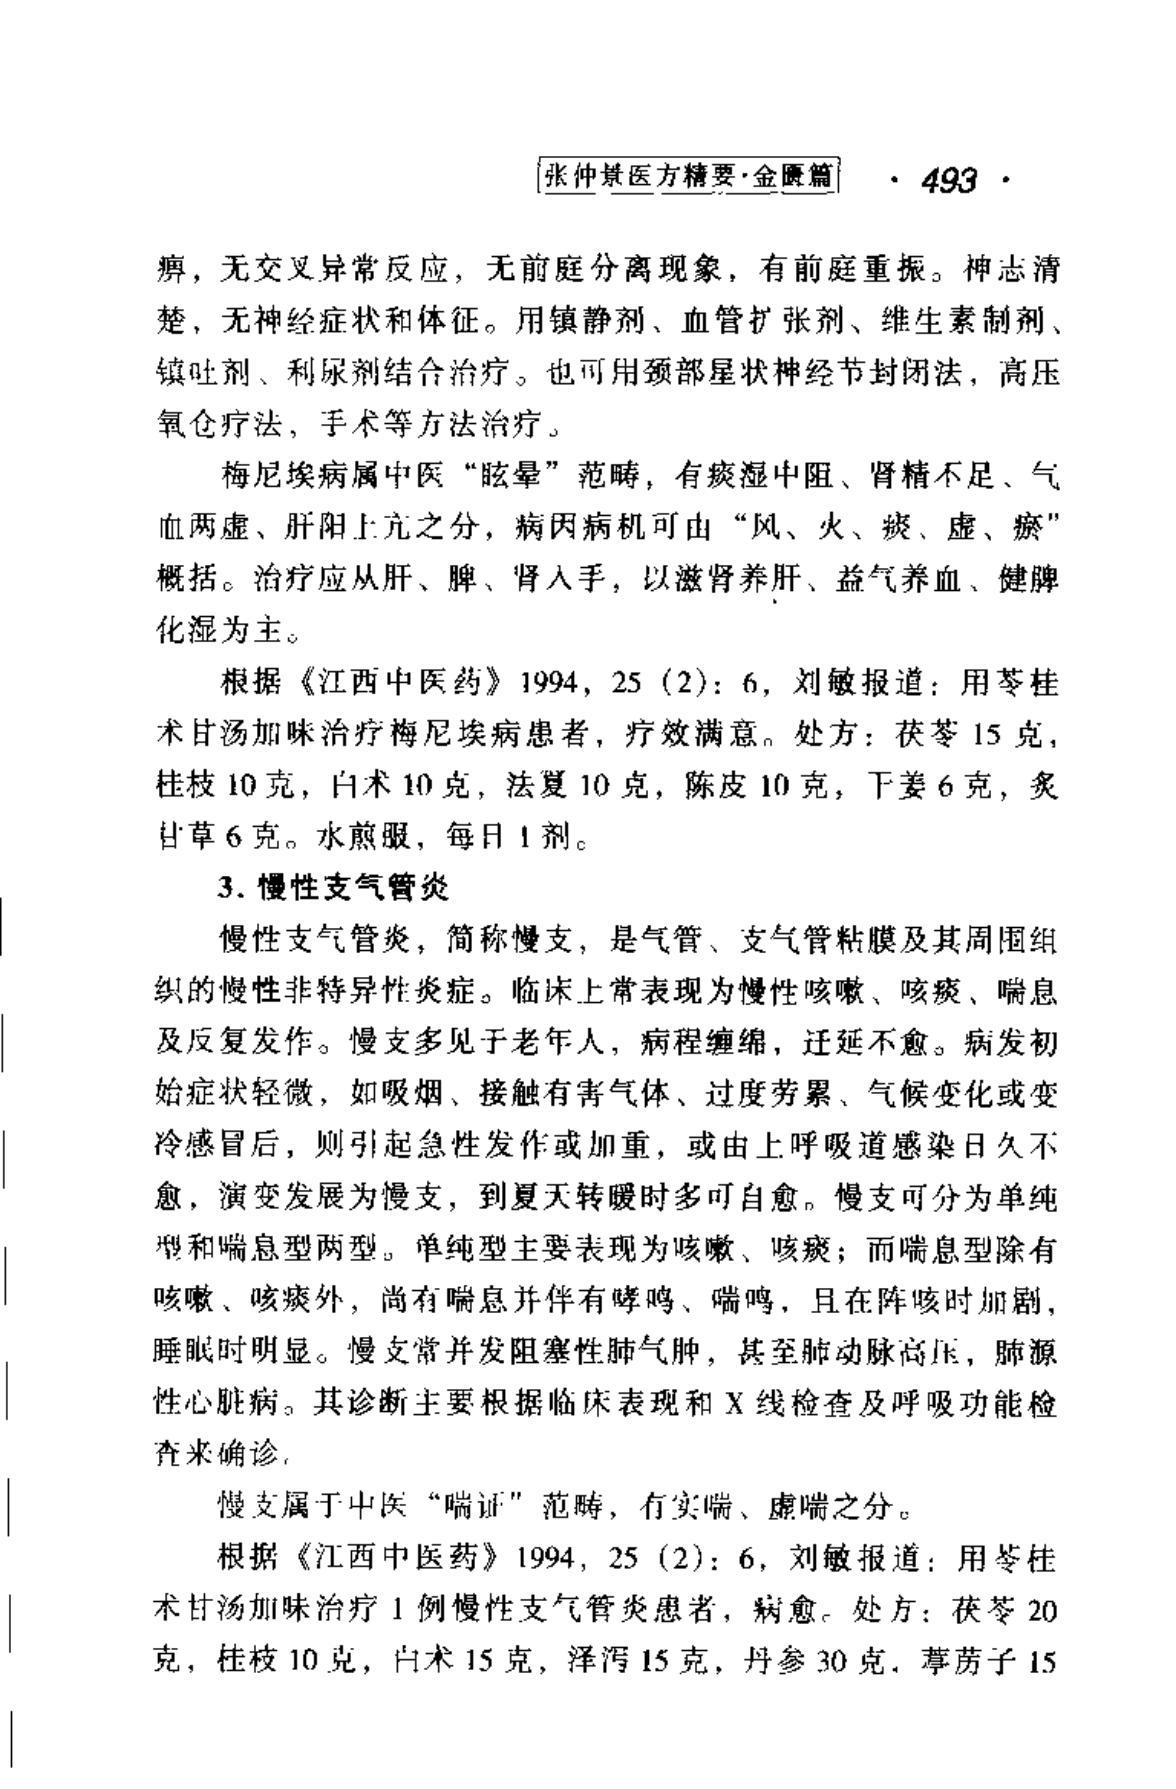 张仲景医方精要·金匮篇 · 493 ·
痹，无交叉异常反应，无前庭分离现象，有前庭重振。神志清
楚，无神经症状和体征。用镇静剂、血管扩张剂、维生素制剂、
镇吐剂、利尿剂结合治疗。也可用颈部星状神经节封闭法，高压
氧仓疗法，手术等方法治疗。
梅尼埃病属中医“眩晕”范畴，有痰湿中阻、肾精不足、气
血两虚、肝阳上亢之分，病因病机可由“风、火、痰、虚、瘀”
概括。治疗应从肝、脾、肾入手，以滋肾养肝、益气养血、健脾
化湿为主。
根据《江西中医药》1994，25（2）：6，刘敏报道：用苓桂
术甘汤加味治疗梅尼埃病患者，疗效满意。处方：茯苓 15 克，
桂枝 10 克，白术 10 克，法夏 10 克，陈皮 10 克，干姜 6 克，炙
甘草 6 克。水煎服，每日 1 剂。
3. 慢性支气管炎
慢性支气管炎，简称慢支，是气管、支气管粘膜及其周围组
织的慢性非特异性炎症。临床上常表现为慢性咳嗽、咳痰、喘息
及反复发作。慢支多见于老年人，病程缠绵，迁延不愈。病发初
始症状轻微，如吸烟、接触有害气体、过度劳累、气候变化或变
冷感冒后，则引起急性发作或加重，或由上呼吸道感染日久不
愈，演变发展为慢支，到夏天转暖时多可自愈。慢支可分为单纯
型和喘息型两型。单纯型主要表现为咳嗽、咳痰；而喘息型除有
咳嗽、咳痰外，尚有喘息并伴有哮鸣、喘鸣，且在阵咳时加剧，
睡眠时明显。慢支常并发阻塞性肺气肿，甚至肺动脉高压，肺源
性心脏病。其诊断主要根据临床表现和 X 线检查及呼吸功能检
查来确诊。
慢支属于中医“喘证”范畴，有实喘、虚喘之分。
根据《江西中医药》1994，25（2）：6，刘敏报道：用苓桂
术甘汤加味治疗 1 例慢性支气管炎患者，病愈。处方：茯苓 20
克，桂枝 10 克，白术 15 克，泽泻 15 克，丹参 30 克，葶苈子 15